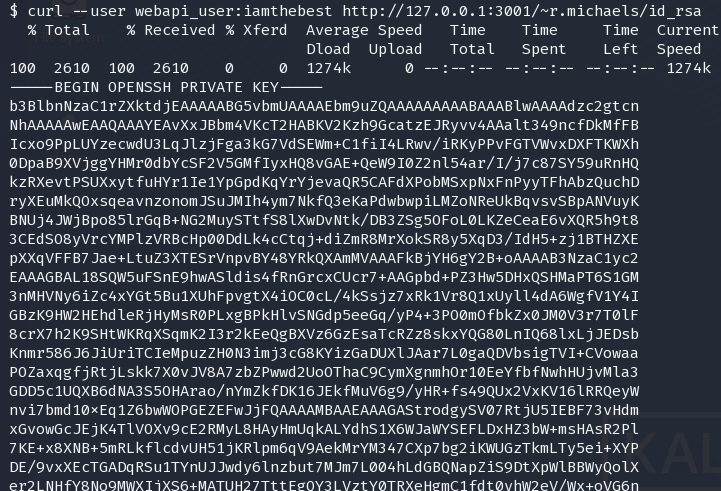 $ curl --user webapi_user:iamthebest http://127.0.0.1:3001/~r.michaels/id_rsa
% Total % Received % Xferd Average Speed Time Time Time Current
Dload Upload Total Spent Left Speed
100 2610 100 2610 0 0 1274k 0 --:--:-- --:--:-- --:--:-- 1274k
-----BEGIN OPENSSH PRIVATE KEY-----
b3BlbnNzaC1rZXktdjEAAAAABG5vbmUAAAAEbm9uZQAAAAAAAAABAAABlwAAAAdzc2gtcn
NhAAAAAwEAAQAAAYEAvXxJBbm4VKcT2HABKV2Kzh9GcatzEJRyvv4AAalt349ncfDkMfFB
Icxo9PpLUYzecwdU3LqJlzjFga3kG7VdSEWm+C1fiI4LRwv/iRKyPPvFGTVWvxDXFTKWXh
0DpaB9XVjggYHMr0dbYcSF2V5GMfIyxHQ8vGAE+QeW9I0Z2nl54ar/I/j7c87SY59uRnHQ
kzRXevtPSUXxytfuHYr1Ie1YpGpdKqYrYjevaQR5CAFdXPobMSxpNxFnPyyTFhAbzQuchD
ryXEuMkQOxsqeavnzonomJSuJMIh4ym7NkfQ3eKaPdwbwpiLMZoNReUkBqvsvSBpANVuyK
BNUj4JWjBpo85lrGqB+NG2MuySTtfS8lXwDvNtk/DB3ZSg5OFoL0LKZeCeaE6vXQR5h9t8
3CEdSO8yVrcYMPlzVRBcHp00DdLk4cCtqj+diZmR8MrXokSR8y5XqD3/IdH5+zj1BTHZXE
pXXqVFFB7Jae+LtuZ3XTESrVnpvBY48YRkQXAmMVAAAFkBjYH6gY2B+oAAAAB3NzaC1yc2
EAAAGBAL18SQW5uFSnE9hwASldis4fRnGrcxCUcr7+AAGpbd+PZ3Hw5DHxQSHMaPT6S1GM
3nMHVNy6iZc4xYGt5Bu1XUhFpvgtX4iOC0cL/4kSsjz7xRk1Vr8Q1xUyll4dA6WgfV1Y4I
GBzK9HW2HEhdleRjHyMsR0PLxgBPkHlvSNGdp5eeGq/yP4+3PO0mOfbkZx0JM0V3r7T0lF
8crX7h2K9SHtWKRqXSqmK2I3r2kEeQgBXVz6GzEsaTcRZz8skxYQG80LnIQ68lxLjJEDsb
Knmr586J6JiUriTCIeMpuzZH0N3imj3cG8KYizGaDUXlJAar7L0gaQDVbsigTVI+CVowaa
POZaxqgfjRtjLskk7X0vJV8A7zbZPwwd2UoOThaC9CymXgnmhOr10EeYfbfNwhHUjvMla3
GDD5c1UQXB6dNA3S5OHArao/nYmZkfDK16JEkfMuV6g9/yHR+fs49QUx2VxKV16lRRQeyW
nvi7bmd10×Eq1Z6bwWOPGEZEFwJjFQAAAAMBAAEAAAGAStrodgySV07RtjU5IEBF73vHdm
xGvowGcJEjK4TlVOXv9cE2RMyL8HAyHmUqkALYdhS1X6WJaWYSEFLDxHZ3bW+msHAsR2Pl
7KE+x8XNB+5mRLkflcdvUH51jKRlpm6qV9AekMrYM347CXp7bg2iKWUGzTkmLTy5ei+XYP
DE/9vxXEcTGADqRSu1TYnUJJwdy6lnzbut7MJm7L004hLdGBQNapZiS9DtXpWlBBWyQolX
er2LNHfY8No9MWXIjXS6+MATUH27TttEgOY3LVztY0TRXeHgmC1fdt0yhW2eV/Wx+oVG6n